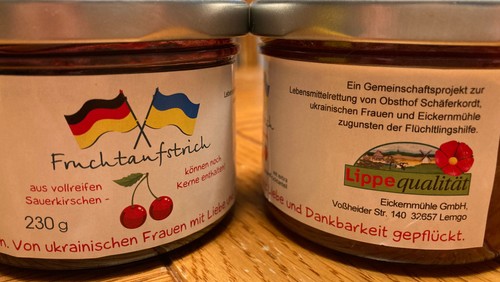 Fruchtaufstrich
aus vollreifen
Sauerkirschen -
können noch
Kerne enthalten!
230 g
n. Von ukrainischen Frauen mit Liebe
Ein Gemeinschaftsprojekt zur
Lebensmittelrettung von Obsthof Schäferkordt,
ukrainischen Frauen und Eickernmühle
zugunsten der Flüchtlingshilfe.
Lippequalität
Eickernmühle GmbH,
Voßheider Str. 140 32657 Lemgo
Liebe und Dankbarkeit gepflückt.